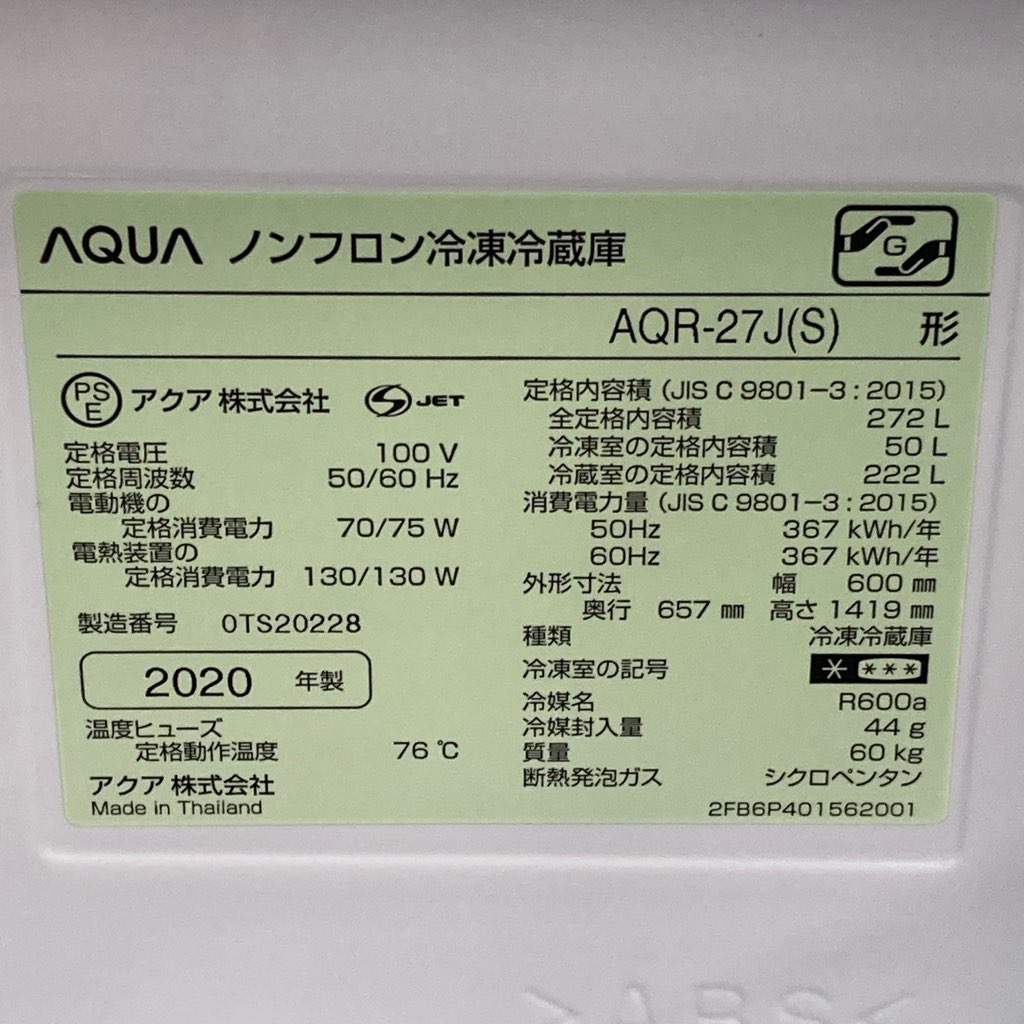 AQUA ノンフロン冷凍冷蔵庫
G
AQR-27J(S) 形
PS
E
アクア 株式会社
S JET
定格電圧 100 V
定格周波数 50/60 Hz
電動機の
定格消費電力 70/75 W
電熱装置の
定格消費電力 130/130 W
製造番号 0TS20228
2020 年製
温度ヒューズ
定格動作温度 76 ℃
アクア 株式会社
Made in Thailand
定格内容積 (JIS C 9801-3 : 2015)
全定格内容積 272 L
冷凍室の定格内容積 50 L
冷蔵室の定格内容積 222 L
消費電力量 (JIS C 9801-3 : 2015)
50Hz 367 kWh/年
60Hz 367 kWh/年
外形寸法 幅 600 ㎜
奥行 657 ㎜ 高さ 1419 ㎜
種類 冷凍冷蔵庫
冷凍室の記号 * ***
冷媒名 R600a
冷媒封入量 44 g
質量 60 kg
断熱発泡ガス シクロペンタン
2FB6P401562001
>ABS<